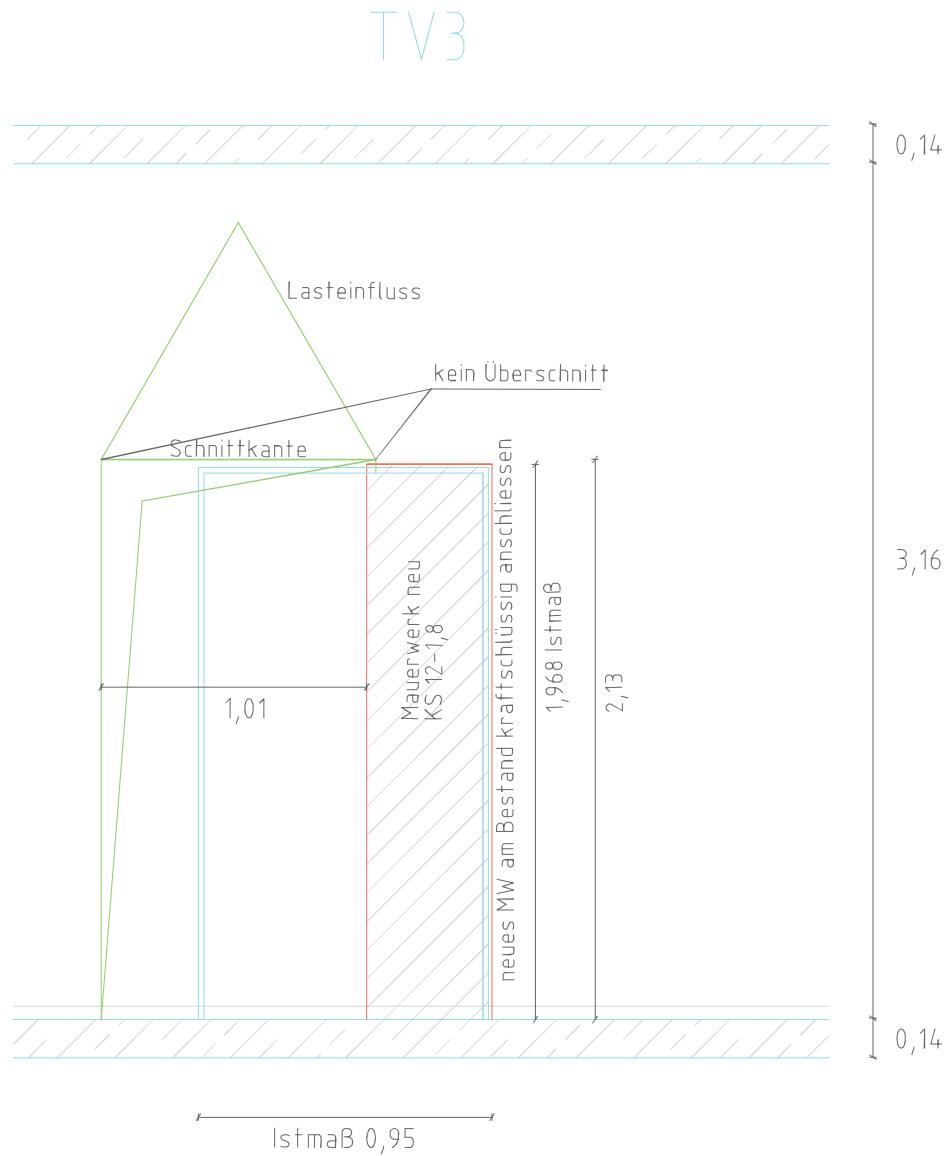 TV3
0,14
Lasteinfluss
kein Überschnitt
Schnittkante
3,16
Mauerwerk neu
KS 12-1,8
neues MW am Bestand kraftschlüssig anschliessen
1,968 Istmaß
2,13
1,01
0,14
Istmaß 0,95